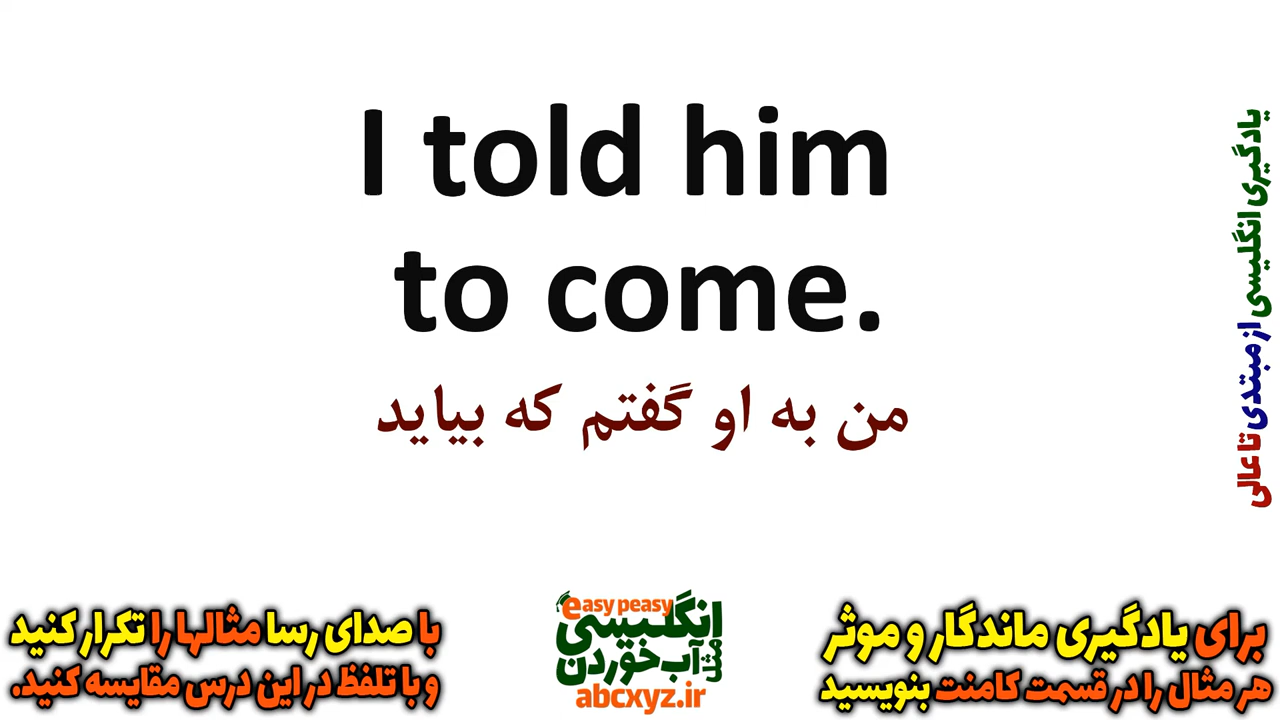 I told him
to come.
من به او گفتم که بیاید
یادگیری انگلیسی از مبتدی تا عالی
با صدای رسا مثالها را تکرار کنید
و با تلفظ در این درس مقایسه کنید.
easy peasy
انگلیسی
مثل آب خوردن
abcxyz.ir
برای یادگیری ماندگار و موثر
هر مثال را در قسمت کامنت بنویسید